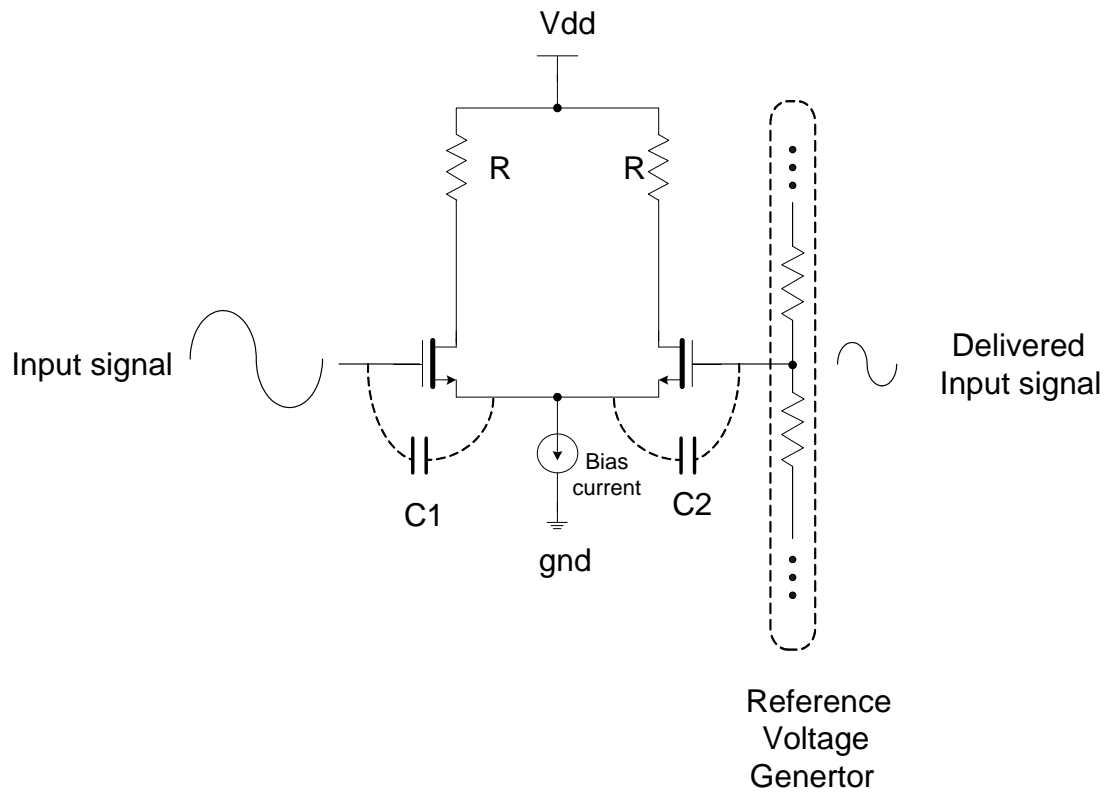 Vdd
R
R
Input signal
Delivered
Input signal
Bias
current
C1
C2
gnd
Reference
Voltage
Genertor